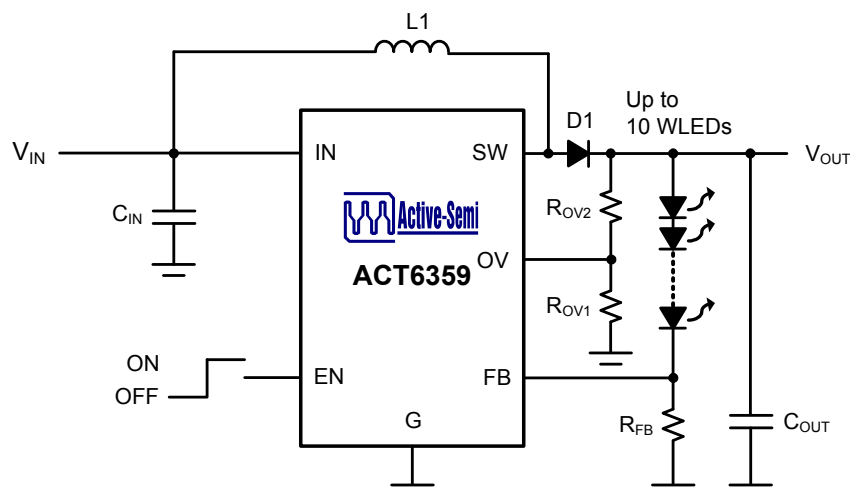 L1
Up to
10 WLEDs
D1
VIN
IN
SW
VOUT
CIN
ROV2
Active-Semi
OV
ACT6359
ROV1
ON
OFF
EN
FB
G
RFB
COUT